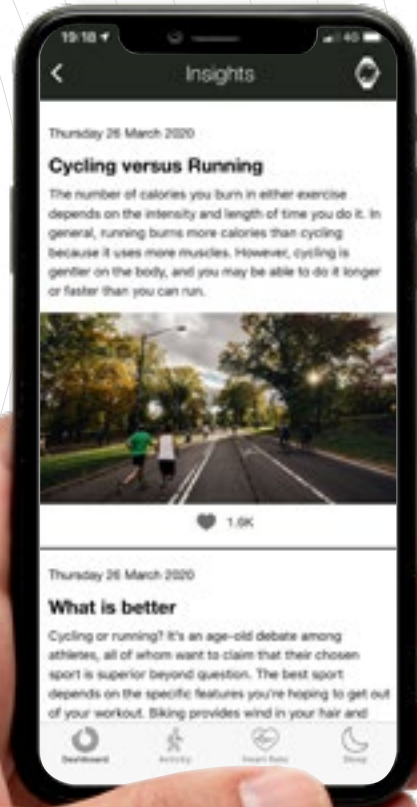 19:18
4G
Insights
Thursday 26 March 2020
Cycling versus Running
The number of calories you burn in either exercise
depends on the intensity and length of time you do it. In
general, running burns more calories than cycling
because it uses more muscles. However, cycling is
gentler on the body, and you may be able to do it longer
or faster than you can run.
1.6K
Thursday 26 March 2020
What is better
Cycling or running? It's an age-old debate among
athletes, all of whom want to claim that their chosen
sport is superior beyond question. The best sport
depends on the specific features you're hoping to get out
of your workout. Biking provides wind in your hair and
Dashboard
Activity
Heart Rate
Sleep